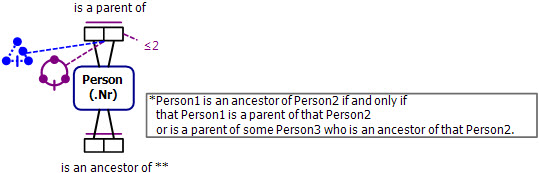 is a parent of
≤2
Person
(.Nr)
*Person1 is an ancestor of Person2 if and only if
that Person1 is a parent of that Person2
or is a parent of some Person3 who is an ancestor of that Person2.
is an ancestor of **